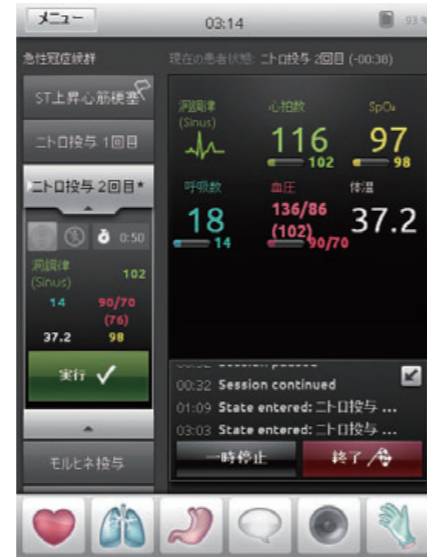 メニュー
03:14
93 %
急性冠症候群
現在の患者状態: ニトロ投与 2回目 (-00:38)
ST上昇心筋梗塞
ニトロ投与 1回目
ニトロ投与 2回目*
0:50
洞調律
(Sinus)
102
14
90/70
(76)
37.2
98
実行
モルヒネ投与
洞調律
(Sinus)
心拍数
116
102
SpO₂
97
98
呼吸数
18
14
血圧
136/86
(102)
90/70
体温
37.2
00:32 Session continued
01:09 State entered: ニトロ投与 ...
03:03 State entered: ニトロ投与 ...
一時停止
終了